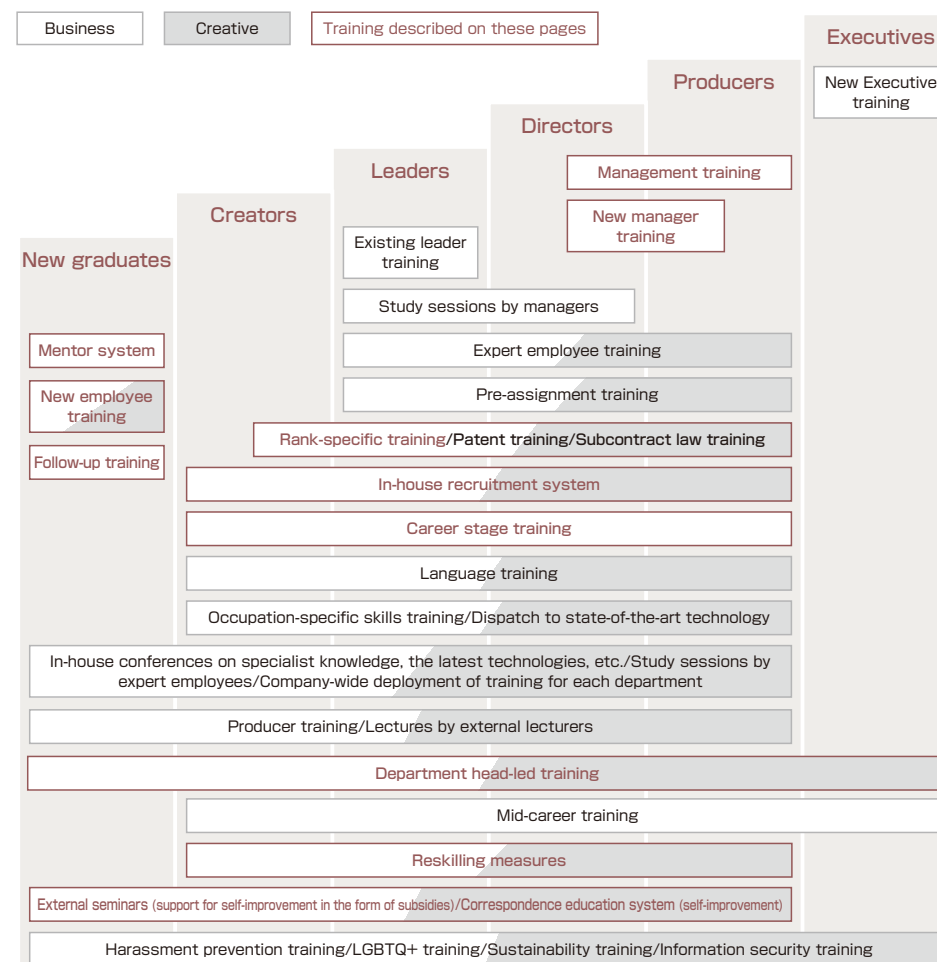 Business
Creative
Training described on these pages
Executives
New Executive
training
Producers
Directors
Management training
New manager
training
Leaders
Existing leader
training
Creators
New graduates
Study sessions by managers
Mentor system
Expert employee training
New employee
training
Pre-assignment training
Rank-specific training/Patent training/Subcontract law training
Follow-up training
In-house recruitment system
Career stage training
Language training
Occupation-specific skills training/Dispatch to state-of-the-art technology
In-house conferences on specialist knowledge, the latest technologies, etc./Study sessions by
expert employees/Company-wide deployment of training for each department
Producer training/Lectures by external lecturers
Department head-led training
Mid-career training
Reskilling measures
External seminars (support for self-improvement in the form of subsidies)/Correspondence education system (self-improvement)
Harassment prevention training/LGBTQ+ training/Sustainability training/Information security training